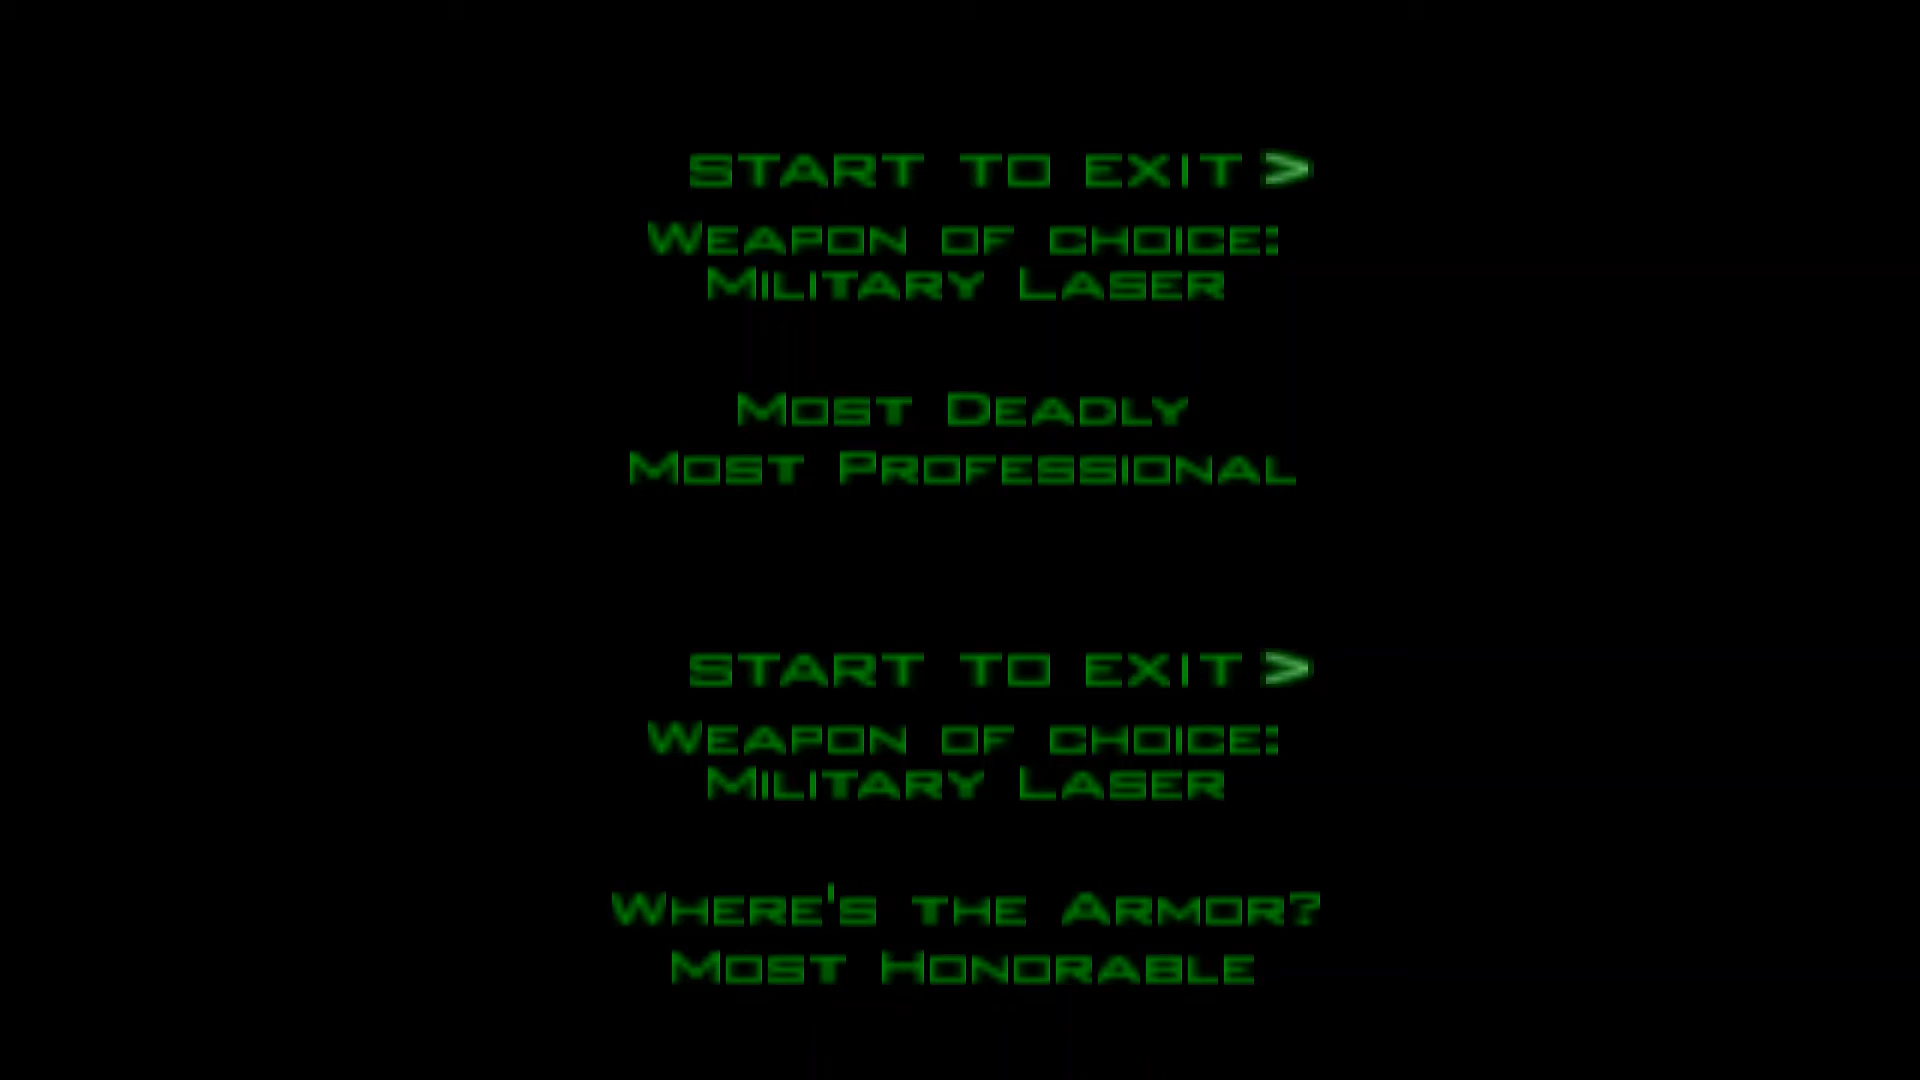 START TO EXIT >
WEAPON OF CHOICE:
MILITARY LASER
MOST DEADLY
MOST PROFESSIONAL
START TO EXIT >
WEAPON OF CHOICE:
MILITARY LASER
WHERE'S THE ARMOR?
MOST HONORABLE